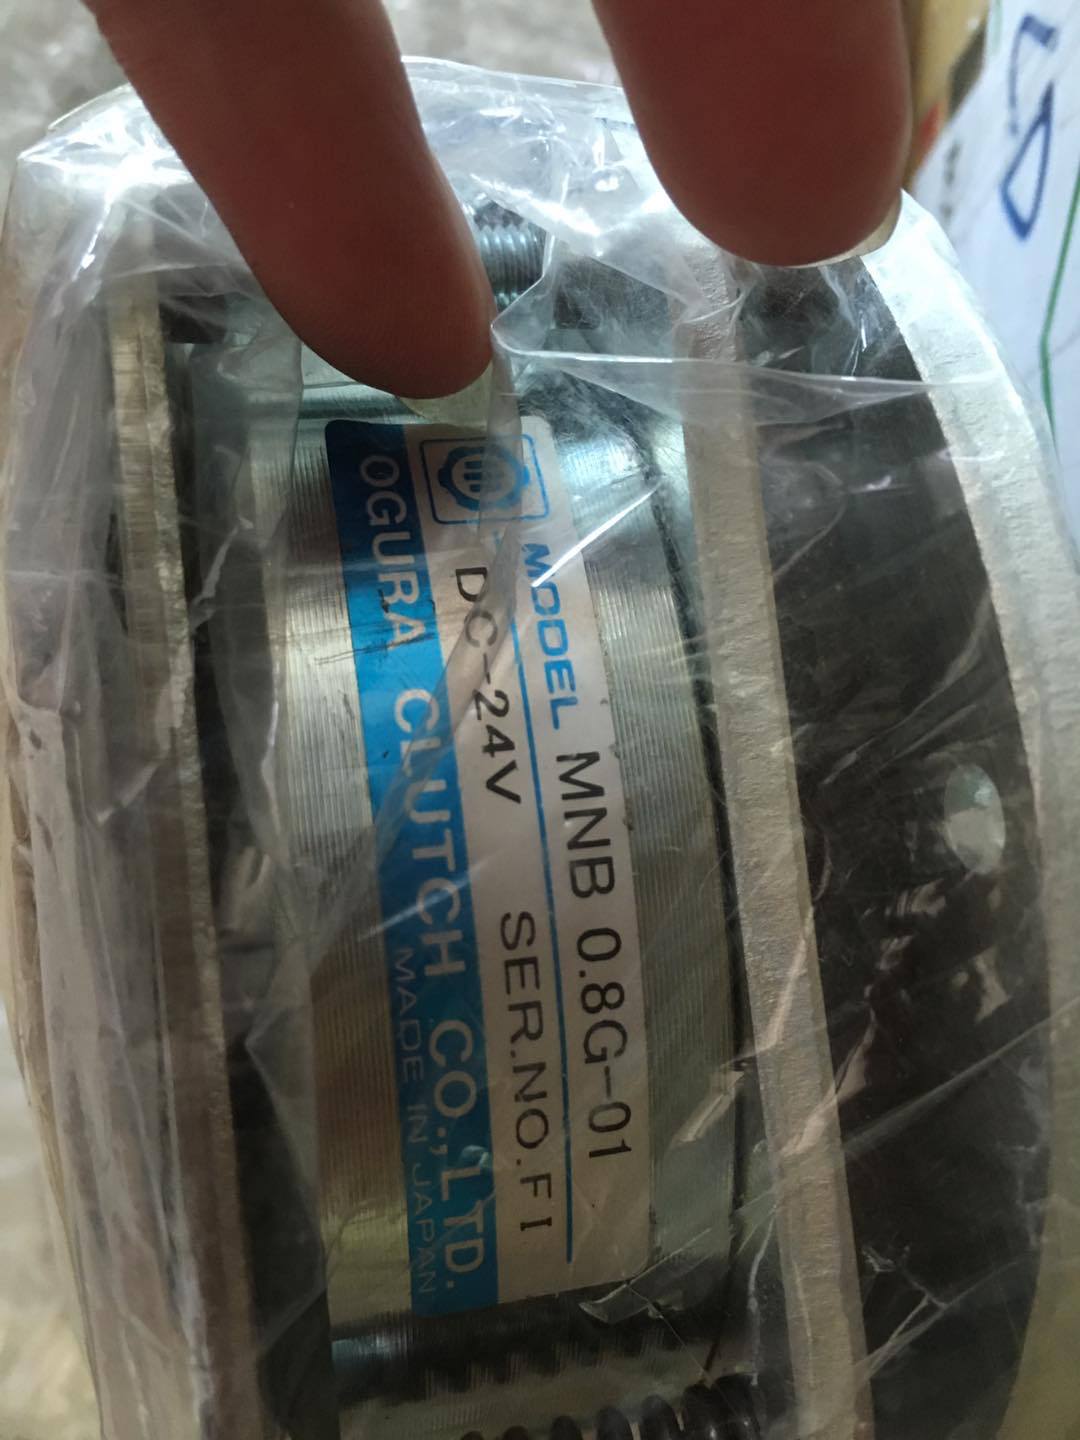 MODEL MNB 0.8G-01
DC-24V SER.NO.F I
OGURA CLUTCH CO.,LTD.
MADE IN JAPAN